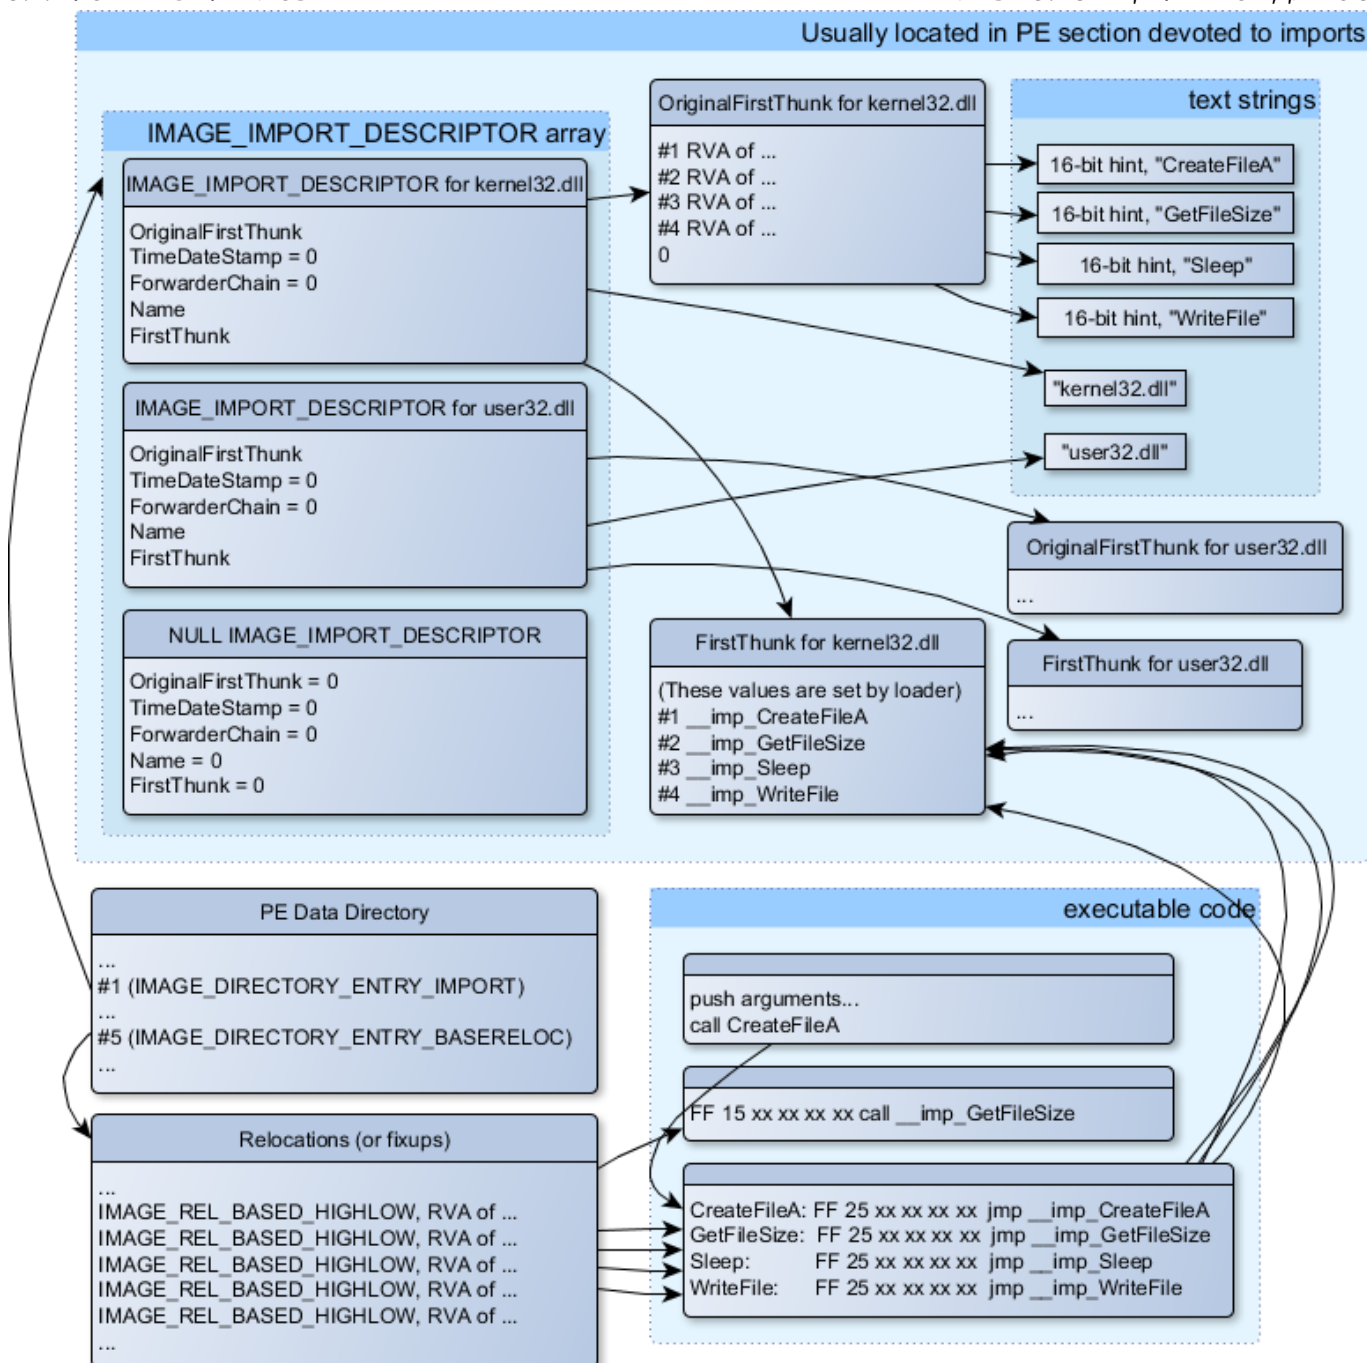 Usually located in PE section devoted to imports
IMAGE_IMPORT_DESCRIPTOR array
IMAGE_IMPORT_DESCRIPTOR for kernel32.dll
OriginalFirstThunk
TimeDateStamp = 0
ForwarderChain = 0
Name
FirstThunk
IMAGE_IMPORT_DESCRIPTOR for user32.dll
OriginalFirstThunk
TimeDateStamp = 0
ForwarderChain = 0
Name
FirstThunk
NULL IMAGE_IMPORT_DESCRIPTOR
OriginalFirstThunk = 0
TimeDateStamp = 0
ForwarderChain = 0
Name = 0
FirstThunk = 0
OriginalFirstThunk for kernel32.dll
#1 RVA of ...
#2 RVA of ...
#3 RVA of ...
#4 RVA of ...
0
text strings
16-bit hint, "CreateFileA"
16-bit hint, "GetFileSize"
16-bit hint, "Sleep"
16-bit hint, "WriteFile"
"kernel32.dll"
"user32.dll"
OriginalFirstThunk for user32.dll
...
FirstThunk for kernel32.dll
(These values are set by loader)
#1 __imp_CreateFileA
#2 __imp_GetFileSize
#3 __imp_Sleep
#4 __imp_WriteFile
FirstThunk for user32.dll
...
PE Data Directory
...
#1 (IMAGE_DIRECTORY_ENTRY_IMPORT)
...
#5 (IMAGE_DIRECTORY_ENTRY_BASERELOC)
...
Relocations (or fixups)
...
IMAGE_REL_BASED_HIGHLOW, RVA of ...
IMAGE_REL_BASED_HIGHLOW, RVA of ...
IMAGE_REL_BASED_HIGHLOW, RVA of ...
IMAGE_REL_BASED_HIGHLOW, RVA of ...
IMAGE_REL_BASED_HIGHLOW, RVA of ...
...
executable code
push arguments...
call CreateFileA
FF 15 xx xx xx xx call __imp_GetFileSize
CreateFileA: FF 25 xx xx xx xx jmp __imp_CreateFileA
GetFileSize: FF 25 xx xx xx xx jmp __imp_GetFileSize
Sleep: FF 25 xx xx xx xx jmp __imp_Sleep
WriteFile: FF 25 xx xx xx xx jmp __imp_WriteFile